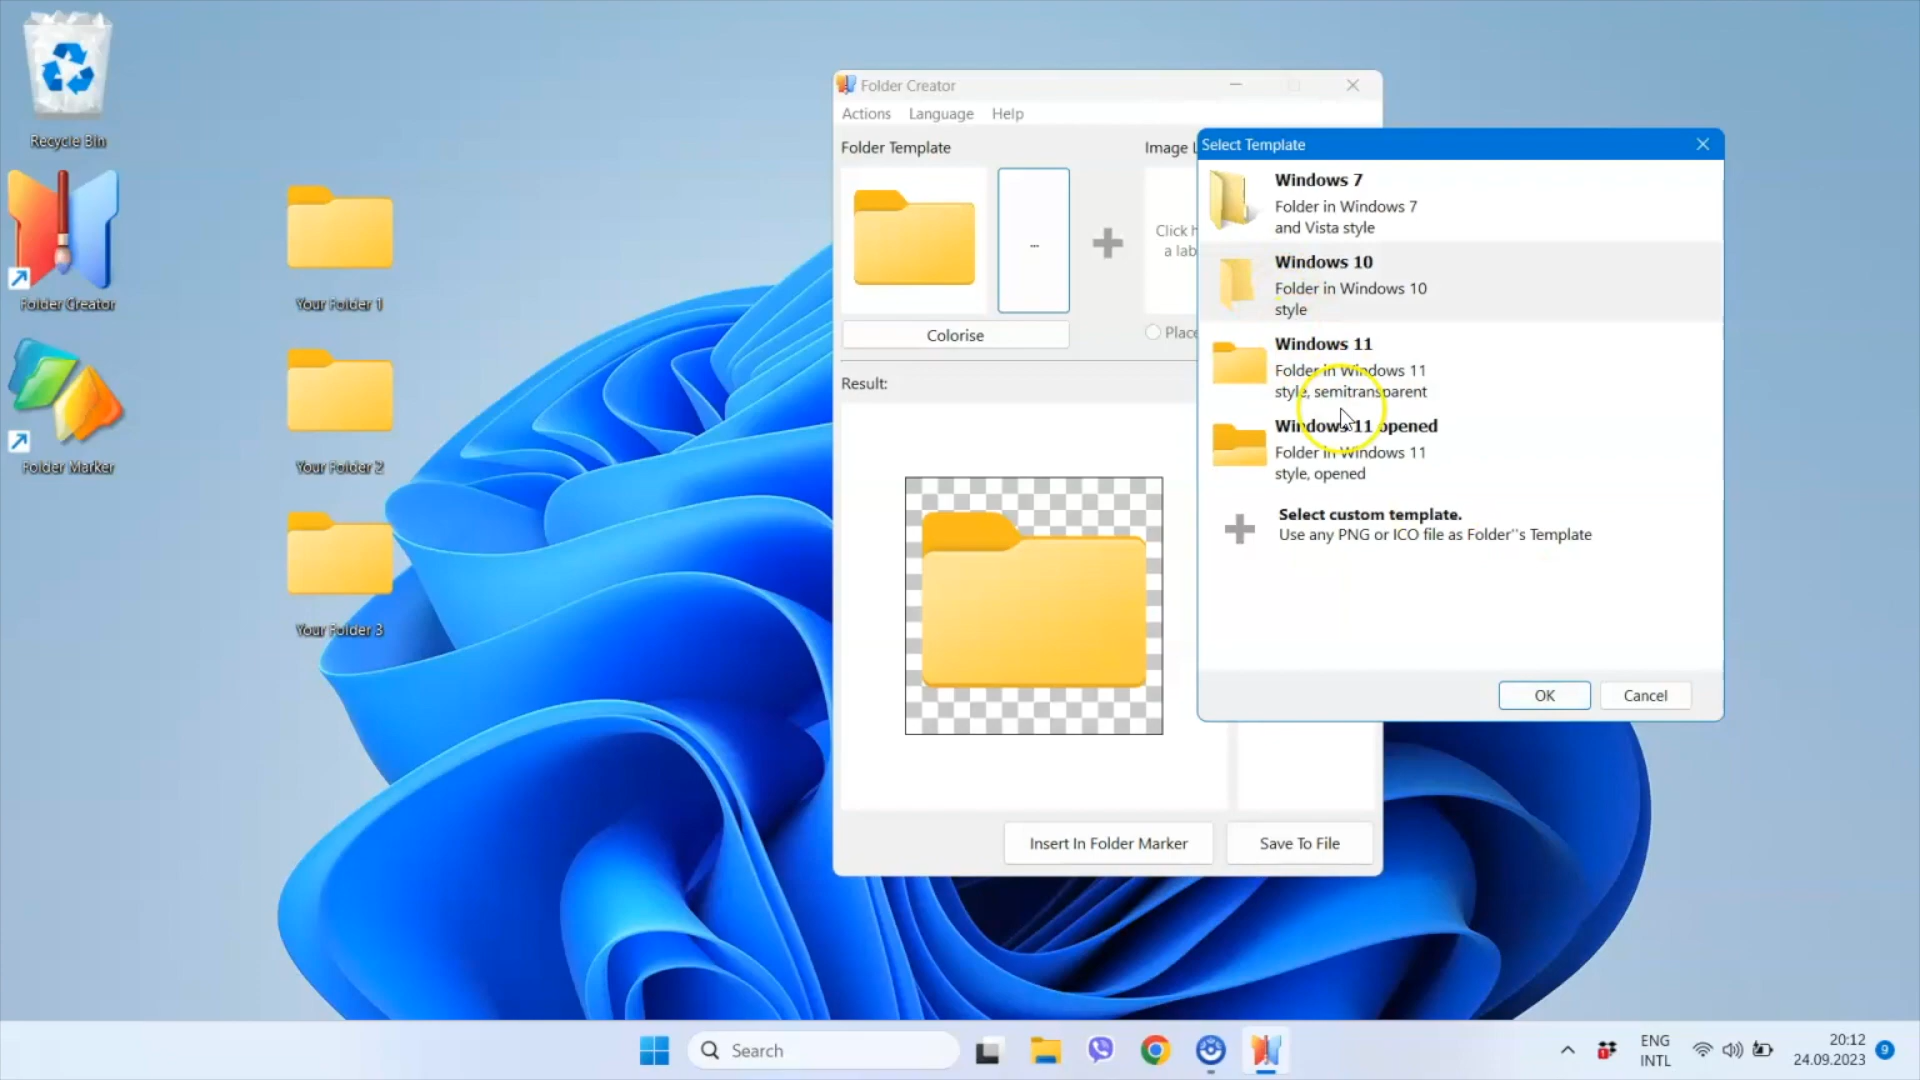 Recycle Bin
Folder Creator
Folder Marker
Your Folder 1
Your Folder 2
Your Folder 3
Folder Creator
Actions Language Help
Folder Template
Image L
...
Click h
a lab
Colorise
Place
Result:
Insert In Folder Marker
Save To File
Select Template
Windows 7
Folder in Windows 7
and Vista style
Windows 10
Folder in Windows 10
style
Windows 11
Folder in Windows 11
style, semitransparent
Windows 11 opened
Folder in Windows 11
style, opened
Select custom template.
Use any PNG or ICO file as Folder''s Template
OK
Cancel
Search
ENG
INTL
20:12
24.09.2023
9